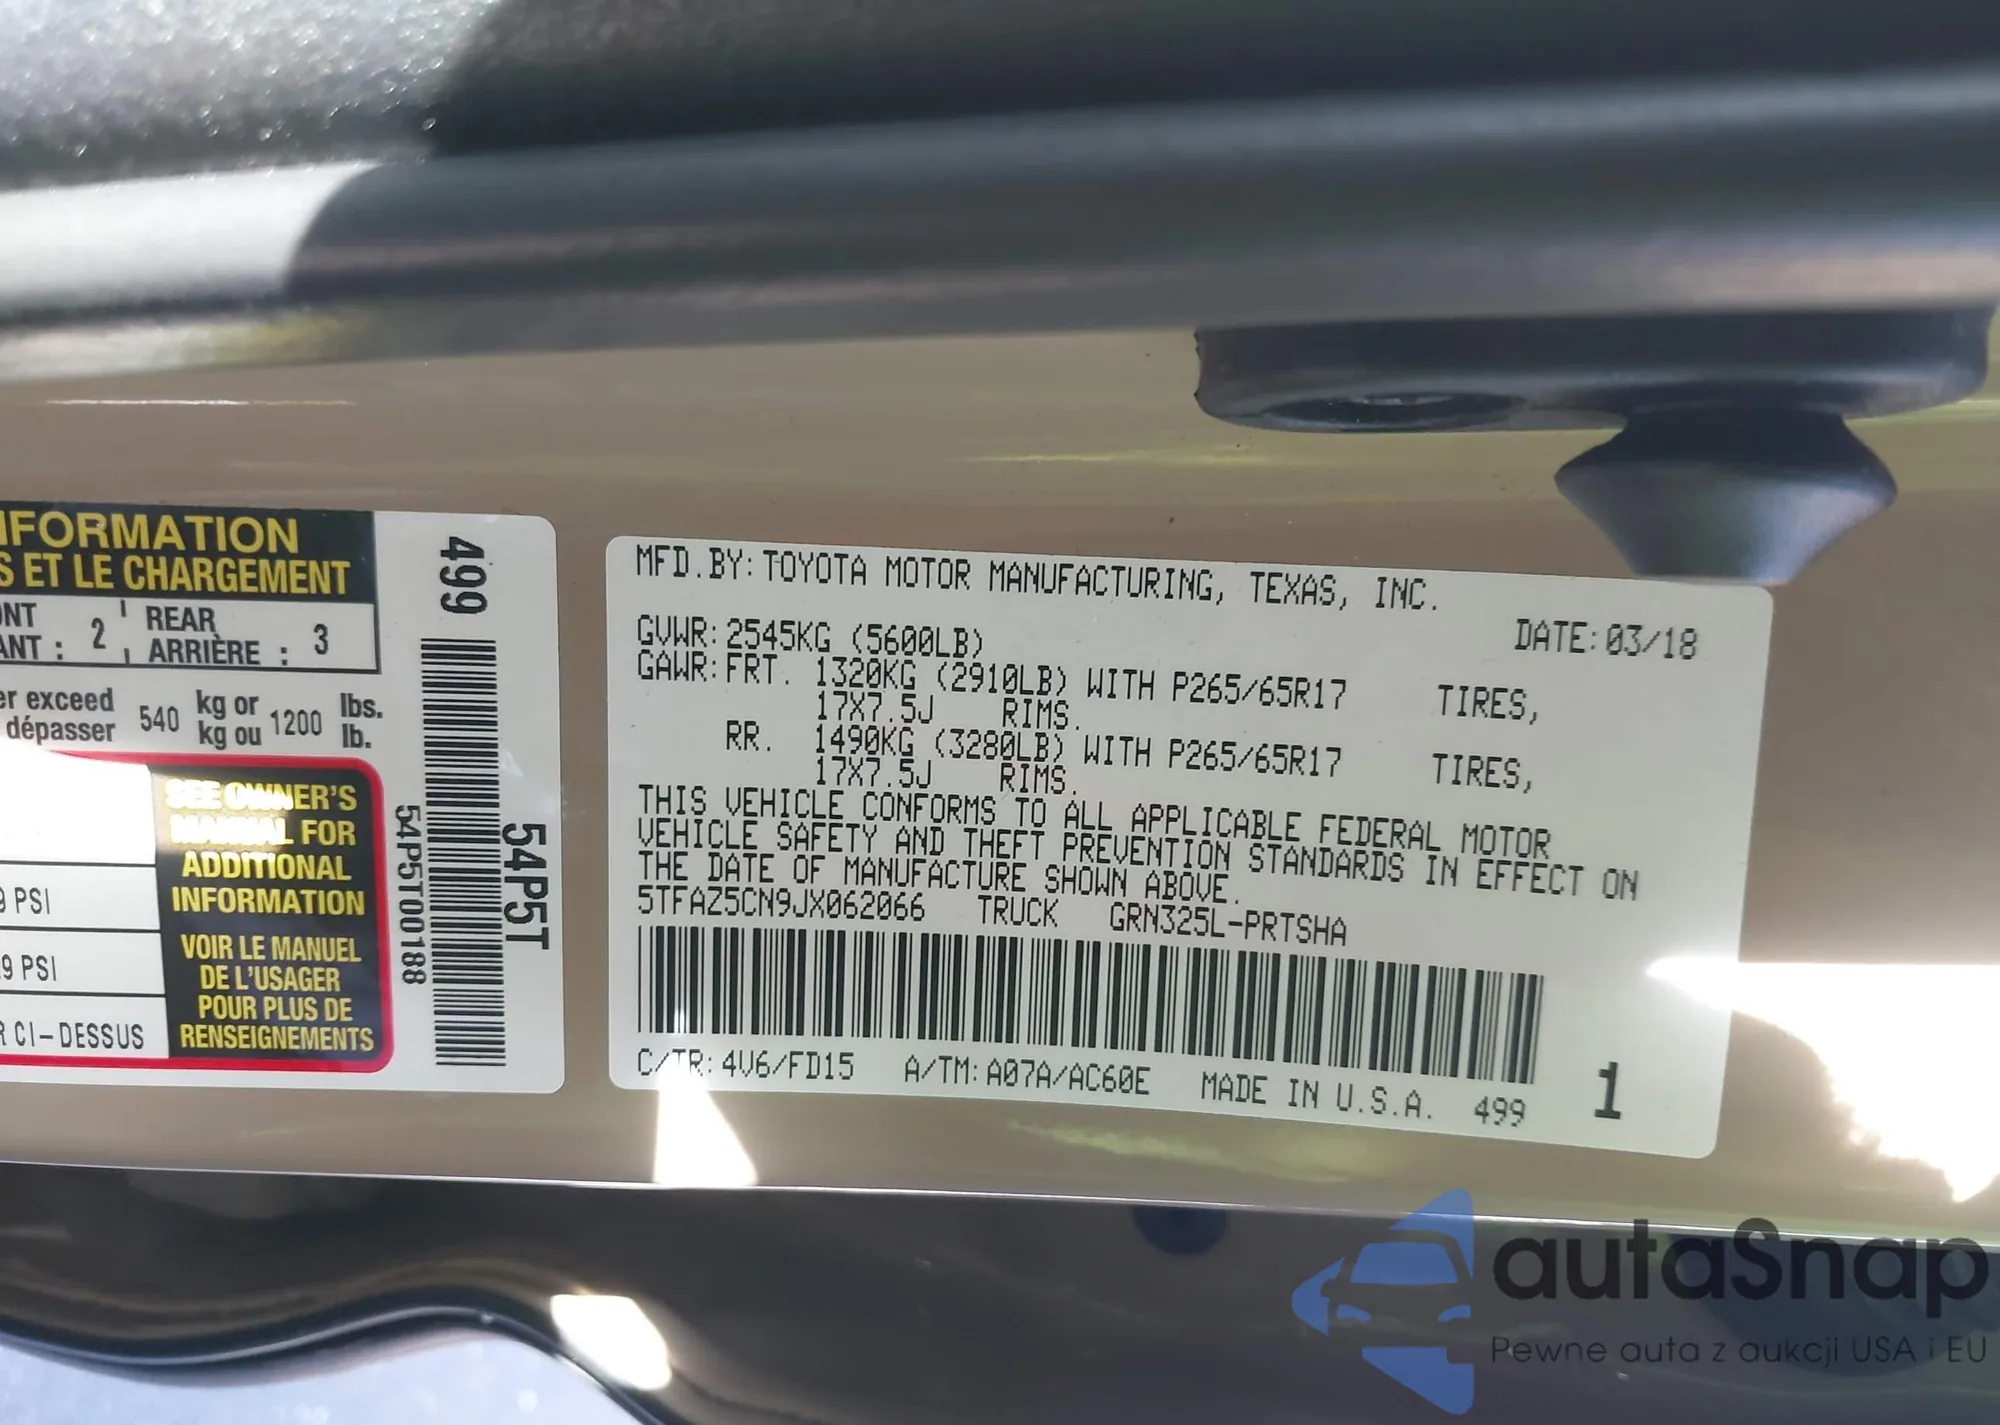 INFORMATION
S ET LE CHARGEMENT
REAR
ARRIÈRE : 3
ANT : 2
exceed 540 kg or 1200 lbs.
dépasser kg ou lb.
SEE OWNER'S
MANUAL FOR
ADDITIONAL
INFORMATION
VOIR LE MANUEL
DE L'USAGER
POUR PLUS DE
RENSEIGNEMENTS
9 PSI
9 PSI
R CI-DESSUS
499
54P5T00188
54P5T
MFD.BY:TOYOTA MOTOR MANUFACTURING, TEXAS, INC.
GVWR:2545KG (5600LB) DATE:03/18
GAWR:FRT. 1320KG (2910LB) WITH P265/65R17 TIRES,
17X7.5J RIMS.
RR. 1490KG (3280LB) WITH P265/65R17 TIRES,
17X7.5J RIMS.
THIS VEHICLE CONFORMS TO ALL APPLICABLE FEDERAL MOTOR
VEHICLE SAFETY AND THEFT PREVENTION STANDARDS IN EFFECT ON
THE DATE OF MANUFACTURE SHOWN ABOVE.
5TFAZ5CN9JX062066 TRUCK GRN325L-PRTSHA
C/TR:4V6/FD15 A/TM:A07A/AC60E MADE IN U.S.A. 499 1
autaSnap
Pewne auta z aukcji USA i EU